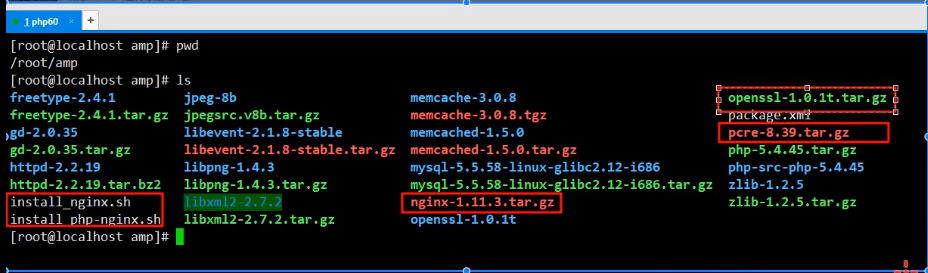 1 php60 × +
[root@localhost amp]# pwd
/root/amp
[root@localhost amp]# ls
freetype-2.4.1 jpeg-8b memcache-3.0.8 openssl-1.0.1t.tar.gz
freetype-2.4.1.tar.gz jpegsrc.v8b.tar.gz memcache-3.0.8.tgz package.xml
gd-2.0.35 libevent-2.1.8-stable memcached-1.5.0 pcre-8.39.tar.gz
gd-2.0.35.tar.gz libevent-2.1.8-stable.tar.gz memcached-1.5.0.tar.gz php-5.4.45.tar.gz
httpd-2.2.19 libpng-1.4.3 mysql-5.5.58-linux-glibc2.12-i686 php-src-php-5.4.45
httpd-2.2.19.tar.bz2 libpng-1.4.3.tar.gz mysql-5.5.58-linux-glibc2.12-i686.tar.gz zlib-1.2.5
install_nginx.sh libxml2-2.7.2 nginx-1.11.3.tar.gz zlib-1.2.5.tar.gz
install_php-nginx.sh libxml2-2.7.2.tar.gz openssl-1.0.1t
[root@localhost amp]#